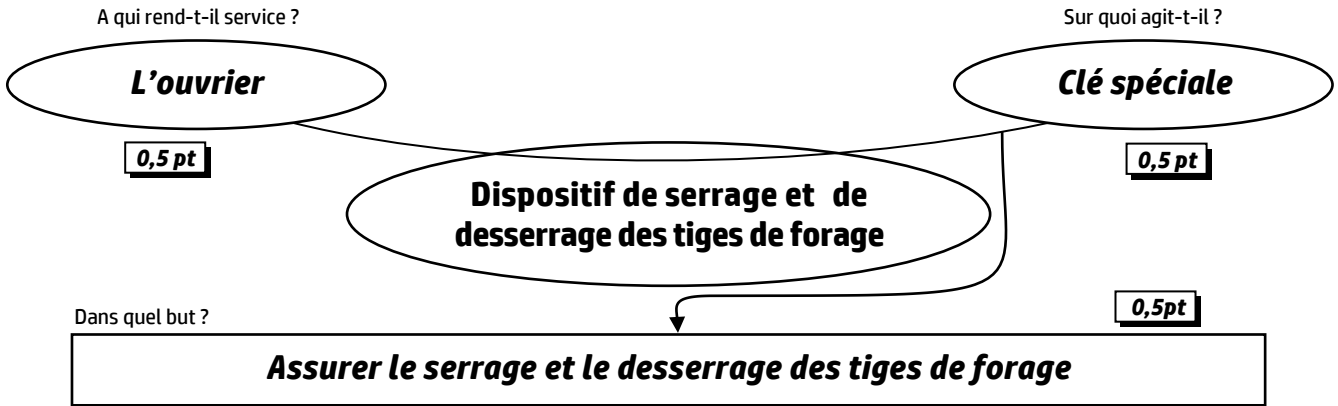 A qui rend-t-il service ?
Sur quoi agit-t-il ?
L'ouvrier
Clé spéciale
0,5 pt
0,5 pt
Dispositif de serrage et de
desserrage des tiges de forage
0,5pt
Dans quel but ?
Assurer le serrage et le desserrage des tiges de forage